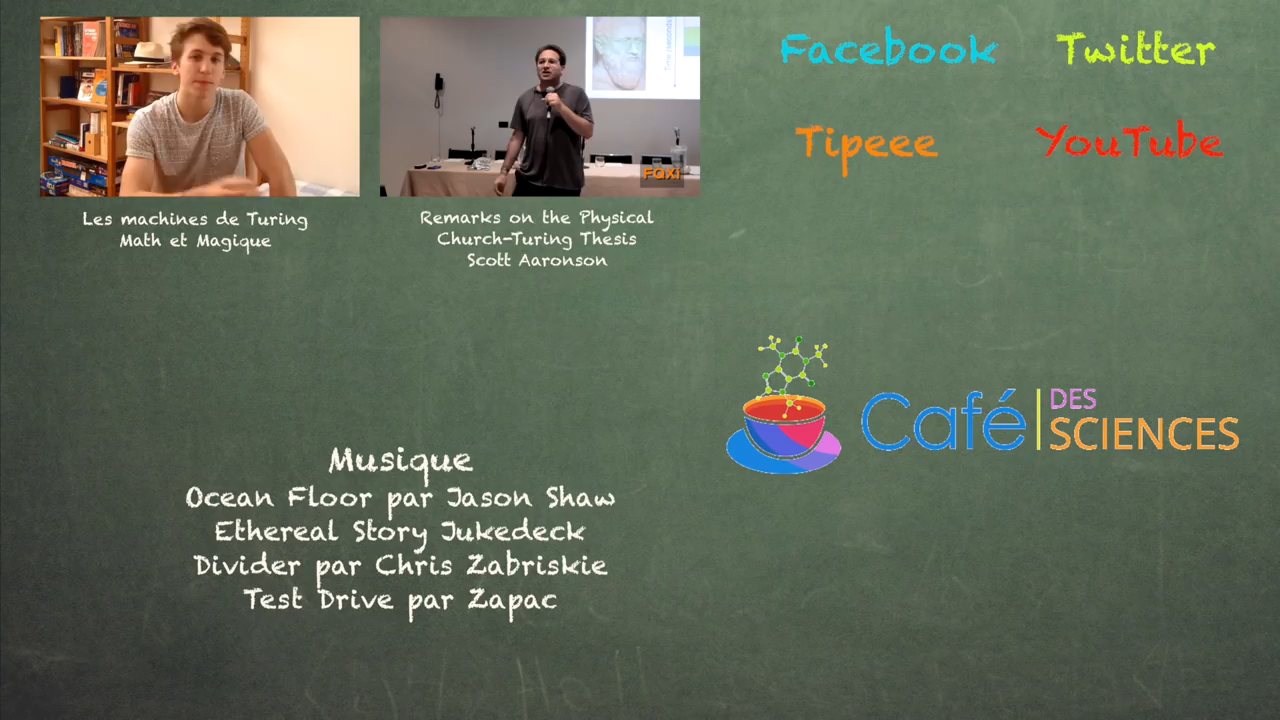 Les machines de Turing
Math et Magique
FQXi
Remarks on the Physical
Church-Turing Thesis
Scott Aaronson
Facebook
Twitter
Tipeee
YouTube
Café DES
SCIENCES
Musique
Ocean Floor par Jason Shaw
Ethereal Story Jukedeck
Divider par Chris Zabriskie
Test Drive par Zapac